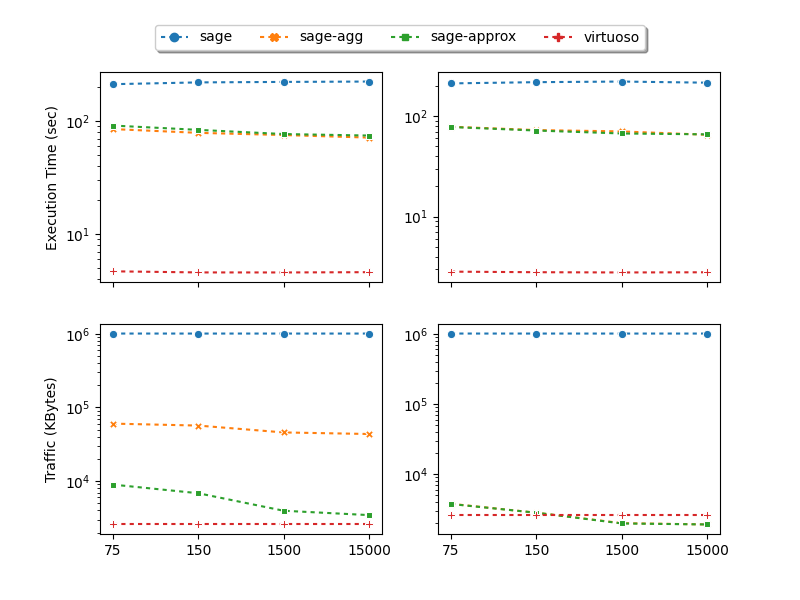 sage sage-agg sage-approx virtuoso
Execution Time (sec)
10²
10¹
10²
10¹
Traffic (KBytes)
10⁶
10⁵
10⁴
75 150 1500 15000
10⁶
10⁵
10⁴
75 150 1500 15000